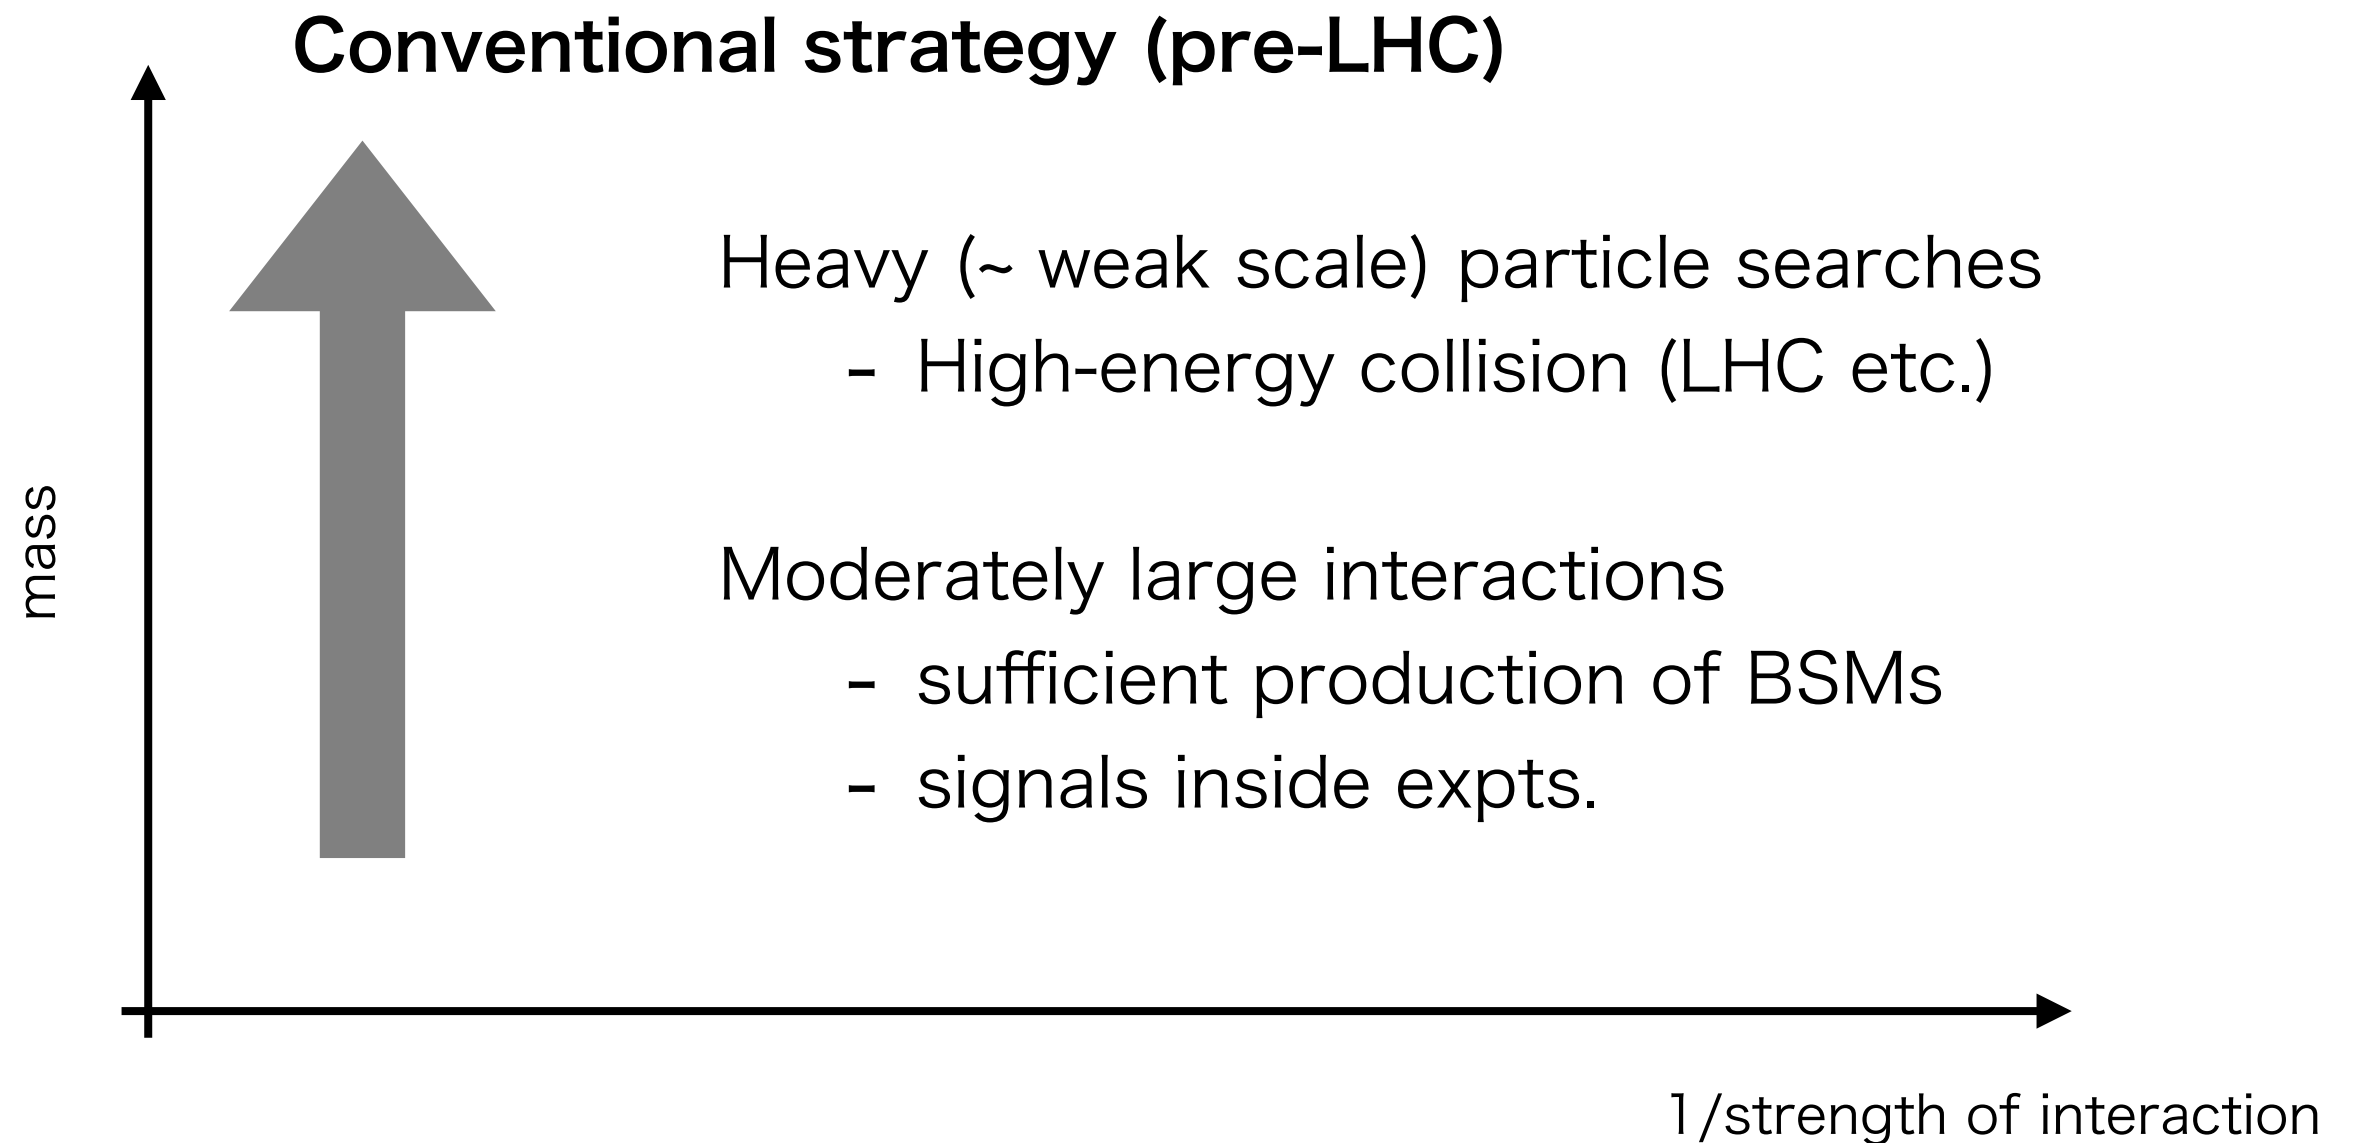 Conventional strategy (pre-LHC)
Heavy (~ weak scale) particle searches
- High-energy collision (LHC etc.)
mass
Moderately large interactions
- sufficient production of BSMs
- signals inside expts.
1/strength of interaction